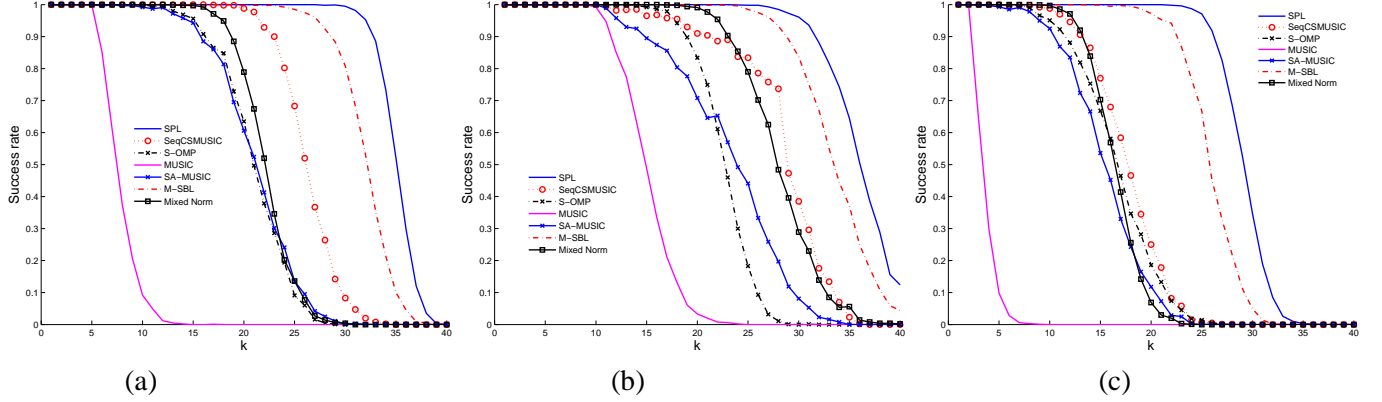 1
0.9
0.8
0.7
0.6
0.5
0.4
0.3
0.2
0.1
0
Success rate
SPL
SeqCSMUSIC
S-OMP
MUSIC
SA-MUSIC
M-SBL
Mixed Norm
0 5 10 15 20 25 30 35 40
k
(a)
1
0.9
0.8
0.7
0.6
0.5
0.4
0.3
0.2
0.1
0
Success rate
SPL
SeqCSMUSIC
S-OMP
MUSIC
SA-MUSIC
M-SBL
Mixed Norm
0 5 10 15 20 25 30 35 40
k
(b)
1
0.9
0.8
0.7
0.6
0.5
0.4
0.3
0.2
0.1
0
Success rate
SPL
SeqCSMUSIC
S-OMP
MUSIC
SA-MUSIC
M-SBL
Mixed Norm
0 5 10 15 20 25 30 35 40
k
(c)